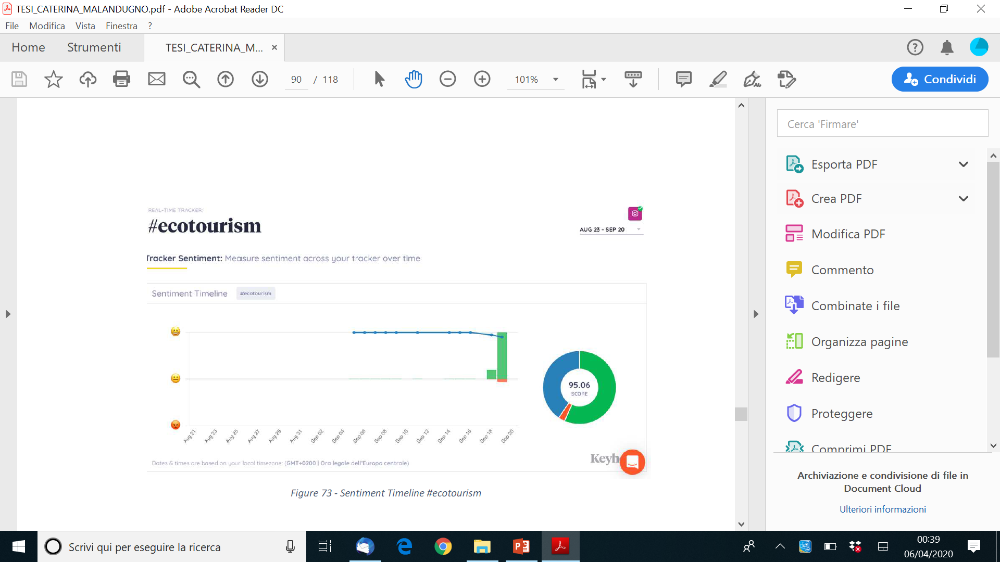 TESI_CATERINA_MALANDUGNO.pdf - Adobe Acrobat Reader DC
File Modifica Vista Finestra ?
Home Strumenti TESI_CATERINA_M... ×
90 / 118 101% Condividi
Cerca 'Firmare'
Esporta PDF
Crea PDF
Modifica PDF
Commento
Combinate i file
Organizza pagine
Redigere
Proteggere
Comprimi PDF
Archiviazione e condivisione di file in
Document Cloud
Ulteriori informazioni
REAL-TIME TRACKER:
#ecotourism
AUG 23 - SEP 20
Tracker Sentiment: Measure sentiment across your tracker over time
Sentiment Timeline #ecotourism
95.06
SCORE
Aug 21 Aug 23 Aug 25 Aug 27 Aug 29 Aug 31 Sep 02 Sep 04 Sep 06 Sep 08 Sep 10 Sep 12 Sep 14 Sep 16 Sep 18 Sep 20
Keyh
Dates & times are based on your local timezone: (GMT+0200 | Ora legale dell'Europa centrale)
Figure 73 - Sentiment Timeline #ecotourism
Scrivi qui per eseguire la ricerca
00:39
06/04/2020